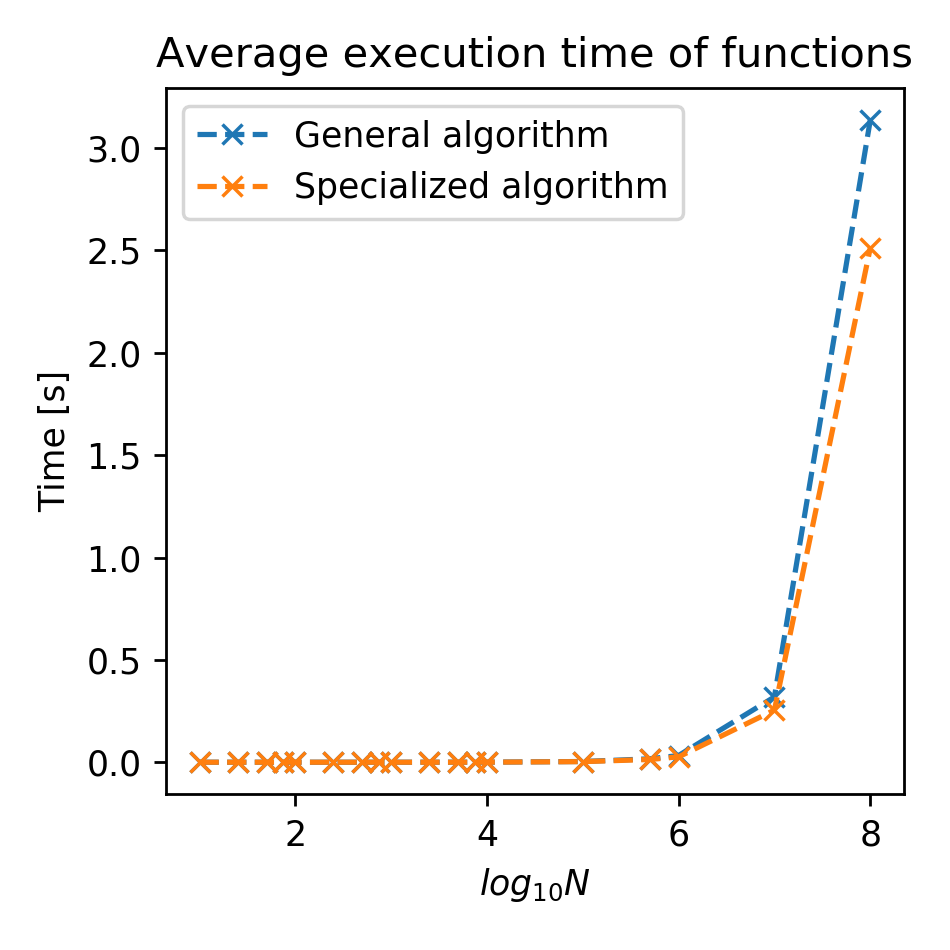 Average execution time of functions
General algorithm
Specialized algorithm
3.0
2.5
2.0
1.5
1.0
0.5
0.0
Time [s]
2 4 6 8
log₁₀N